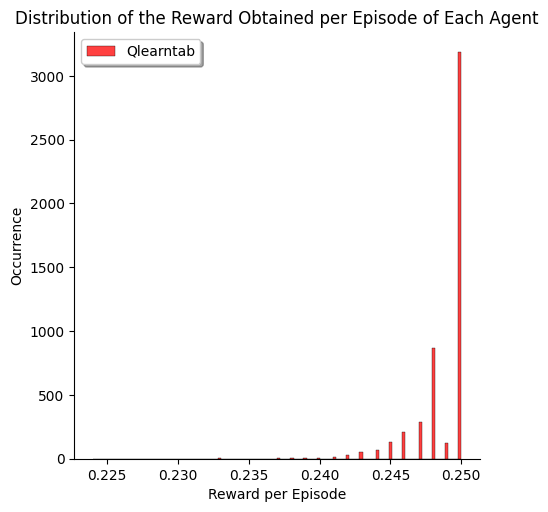 Distribution of the Reward Obtained per Episode of Each Agent
Qlearntab
3000
2500
2000
1500
1000
500
0
Occurrence
0.225 0.230 0.235 0.240 0.245 0.250
Reward per Episode